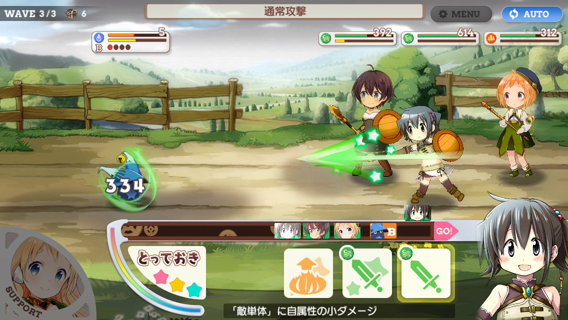 WAVE 3/3 6
通常攻撃
MENU
AUTO
5
B
392
614
312
334
B GO!
とっておき
SUPPORT
「敵単体」に自属性の小ダメージ